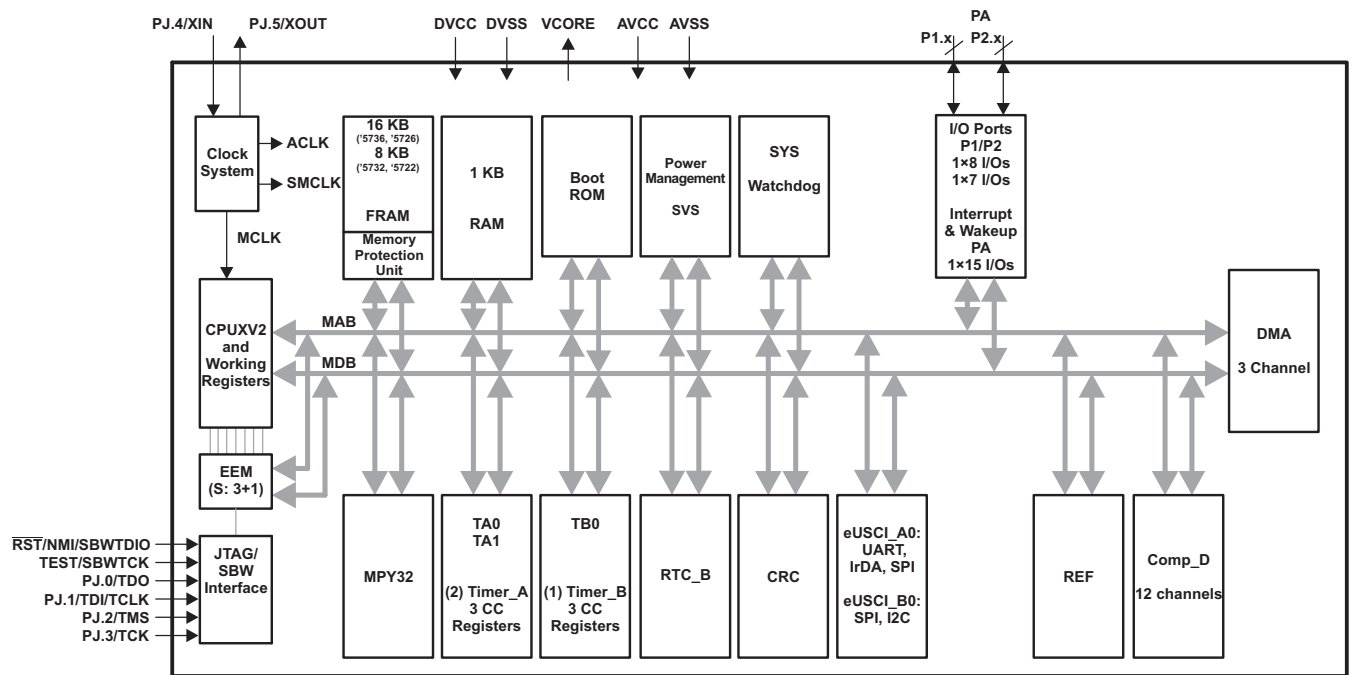 PJ.4/XIN
PJ.5/XOUT
DVCC
DVSS
VCORE
AVCC
AVSS
PA
P1.x
P2.x
Clock
System
ACLK
SMCLK
MCLK
16 KB
('5736, '5726)
8 KB
('5732, '5722)
FRAM
Memory
Protection
Unit
1 KB
RAM
Boot
ROM
Power
Management
SVS
SYS
Watchdog
I/O Ports
P1/P2
1×8 I/Os
1×7 I/Os
Interrupt
& Wakeup
PA
1×15 I/Os
CPUXV2
and
Working
Registers
MAB
MDB
DMA
3 Channel
EEM
(S: 3+1)
RST/NMI/SBWTDIO
TEST/SBWTCK
PJ.0/TDO
PJ.1/TDI/TCLK
PJ.2/TMS
PJ.3/TCK
JTAG/
SBW
Interface
MPY32
TA0
TA1
(2) Timer_A
3 CC
Registers
TB0
(1) Timer_B
3 CC
Registers
RTC_B
CRC
eUSCI_A0:
UART,
IrDA, SPI
eUSCI_B0:
SPI, I2C
REF
Comp_D
12 channels